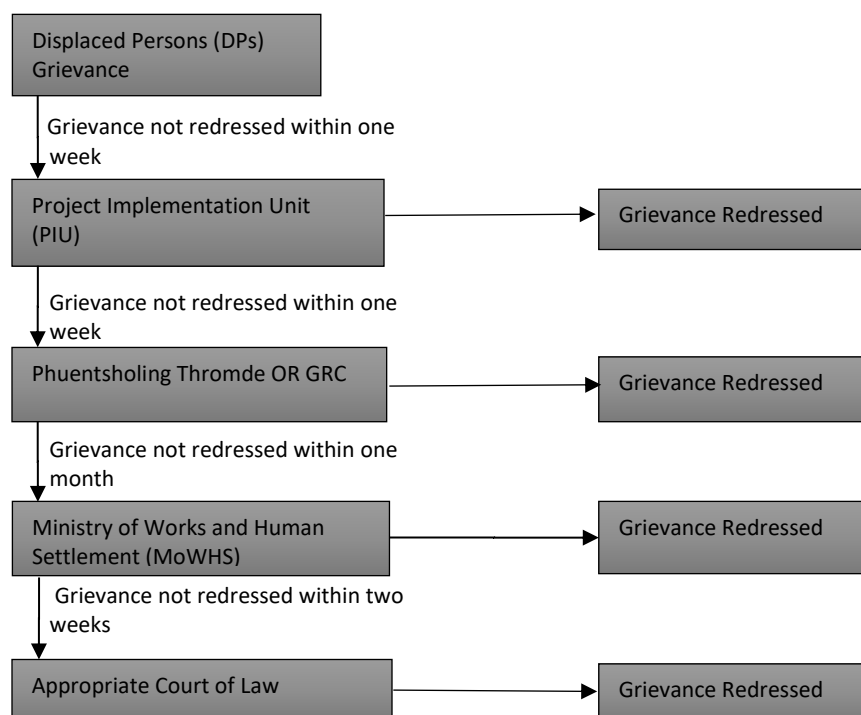 Displaced Persons (DPs)
Grievance
Grievance not redressed within one
week
Project Implementation Unit
(PIU)
Grievance Redressed
Grievance not redressed within one
week
Phuentsholing Thromde OR GRC
Grievance Redressed
Grievance not redressed within one
month
Ministry of Works and Human
Settlement (MoWHS)
Grievance Redressed
Grievance not redressed within two
weeks
Appropriate Court of Law
Grievance Redressed